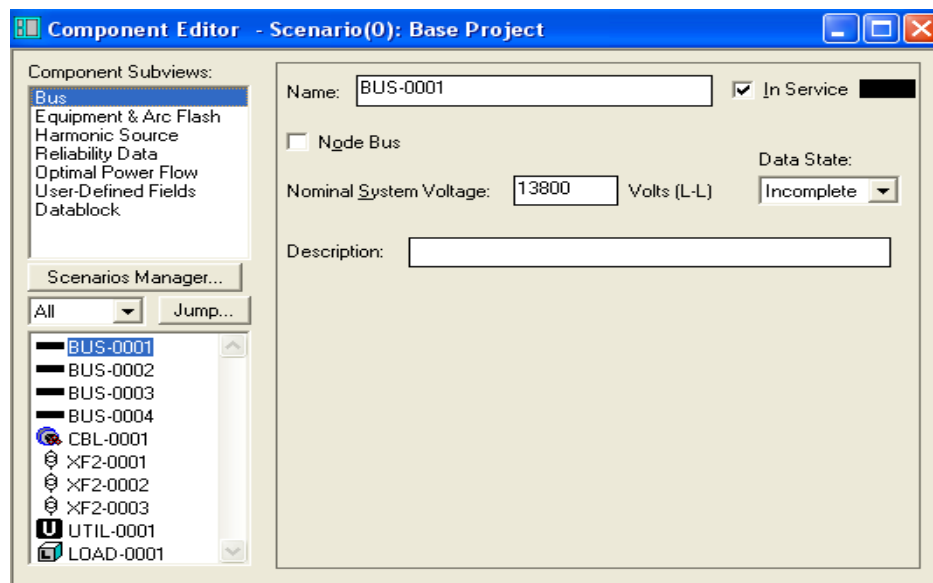 Component Editor - Scenario(0): Base Project
Component Subviews:
Bus
Equipment & Arc Flash
Harmonic Source
Reliability Data
Optimal Power Flow
User-Defined Fields
Datablock
Scenarios Manager...
All
Jump...
BUS-0001
BUS-0002
BUS-0003
BUS-0004
CBL-0001
XF2-0001
XF2-0002
XF2-0003
U UTIL-0001
LOAD-0001
Name: BUS-0001
In Service
Node Bus
Data State:
Nominal System Voltage: 13800 Volts (L-L)
Incomplete
Description: